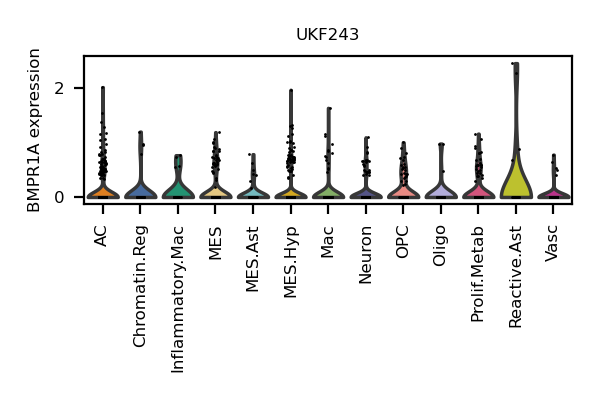 UKF243
BMPR1A expression
2
0
AC
Chromatin.Reg
Inflammatory.Mac
MES
MES.Ast
MES.Hyp
Mac
Neuron
OPC
Oligo
Prolif.Metab
Reactive.Ast
Vasc